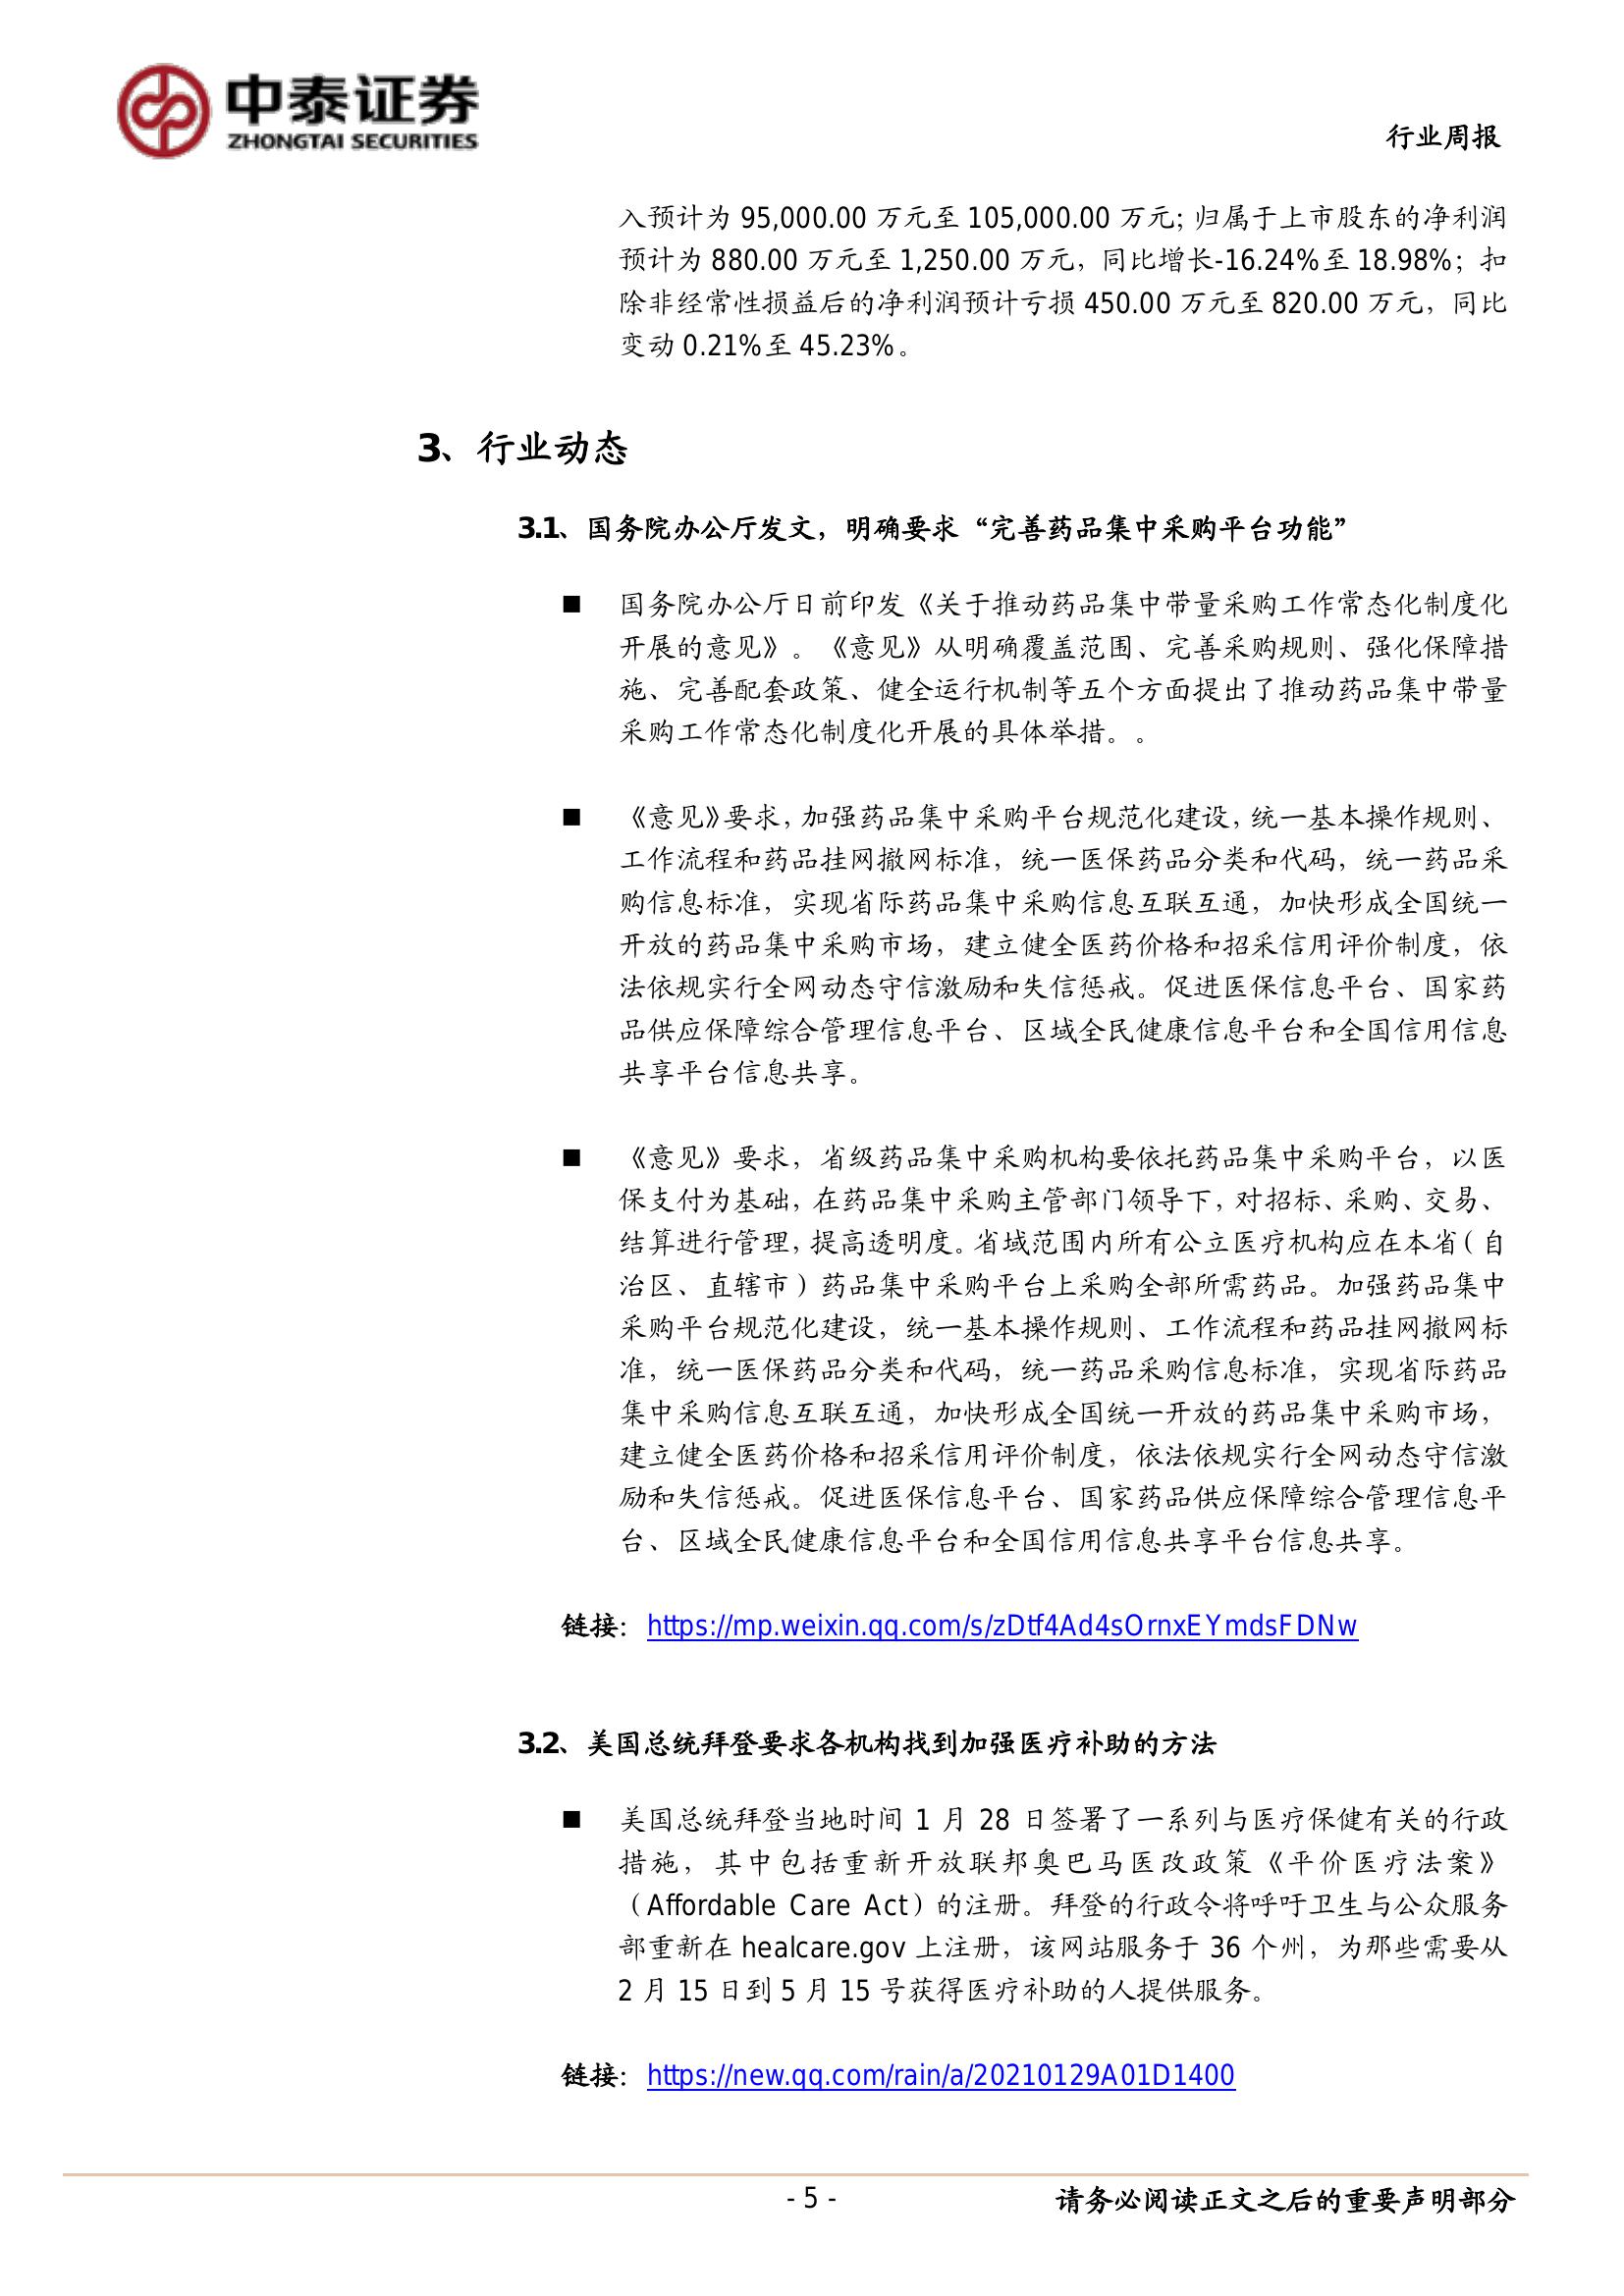 中泰证券
ZHONGTAI SECURITIES
行业周报
入预计为 95,000.00 万元至 105,000.00 万元；归属于上市股东的净利润
预计为 880.00 万元至 1,250.00 万元，同比增长-16.24%至 18.98%；扣
除非经常性损益后的净利润预计亏损 450.00 万元至 820.00 万元，同比
变动 0.21%至 45.23%。
3、行业动态
3.1、国务院办公厅发文，明确要求“完善药品集中采购平台功能”
■ 国务院办公厅日前印发《关于推动药品集中带量采购工作常态化制度化
开展的意见》。《意见》从明确覆盖范围、完善采购规则、强化保障措
施、完善配套政策、健全运行机制等五个方面提出了推动药品集中带量
采购工作常态化制度化开展的具体举措。。
■ 《意见》要求，加强药品集中采购平台规范化建设，统一基本操作规则、
工作流程和药品挂网撤网标准，统一医保药品分类和代码，统一药品采
购信息标准，实现省际药品集中采购信息互联互通，加快形成全国统一
开放的药品集中采购市场，建立健全医药价格和招采信用评价制度，依
法依规实行全网动态守信激励和失信惩戒。促进医保信息平台、国家药
品供应保障综合管理信息平台、区域全民健康信息平台和全国信用信息
共享平台信息共享。
■ 《意见》要求，省级药品集中采购机构要依托药品集中采购平台，以医
保支付为基础，在药品集中采购主管部门领导下，对招标、采购、交易、
结算进行管理，提高透明度。省域范围内所有公立医疗机构应在本省（自
治区、直辖市）药品集中采购平台上采购全部所需药品。加强药品集中
采购平台规范化建设，统一基本操作规则、工作流程和药品挂网撤网标
准，统一医保药品分类和代码，统一药品采购信息标准，实现省际药品
集中采购信息互联互通，加快形成全国统一开放的药品集中采购市场，
建立健全医药价格和招采信用评价制度，依法依规实行全网动态守信激
励和失信惩戒。促进医保信息平台、国家药品供应保障综合管理信息平
台、区域全民健康信息平台和全国信用信息共享平台信息共享。
链接：https://mp.weixin.qq.com/s/zDtf4Ad4sOrnxEYmdsFDNw
3.2、美国总统拜登要求各机构找到加强医疗补助的方法
■ 美国总统拜登当地时间 1 月 28 日签署了一系列与医疗保健有关的行政
措施，其中包括重新开放联邦奥巴马医改政策《平价医疗法案》
（Affordable Care Act）的注册。拜登的行政令将呼吁卫生与公众服务
部重新在 healcare.gov 上注册，该网站服务于 36 个州，为那些需要从
2 月 15 日到 5 月 15 号获得医疗补助的人提供服务。
链接：https://new.qq.com/rain/a/20210129A01D1400
- 5 -
请务必阅读正文之后的重要声明部分